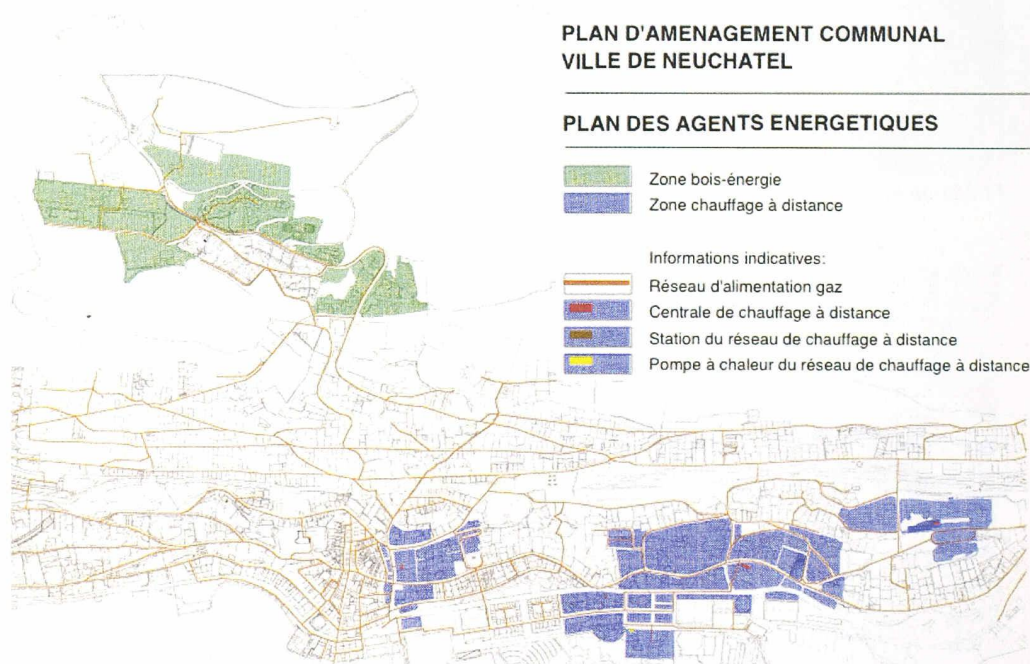 PLAN D'AMENAGEMENT COMMUNAL
VILLE DE NEUCHATEL
PLAN DES AGENTS ENERGETIQUES
Zone bois-énergie
Zone chauffage à distance
Informations indicatives:
Réseau d'alimentation gaz
Centrale de chauffage à distance
Station du réseau de chauffage à distance
Pompe à chaleur du réseau de chauffage à distance